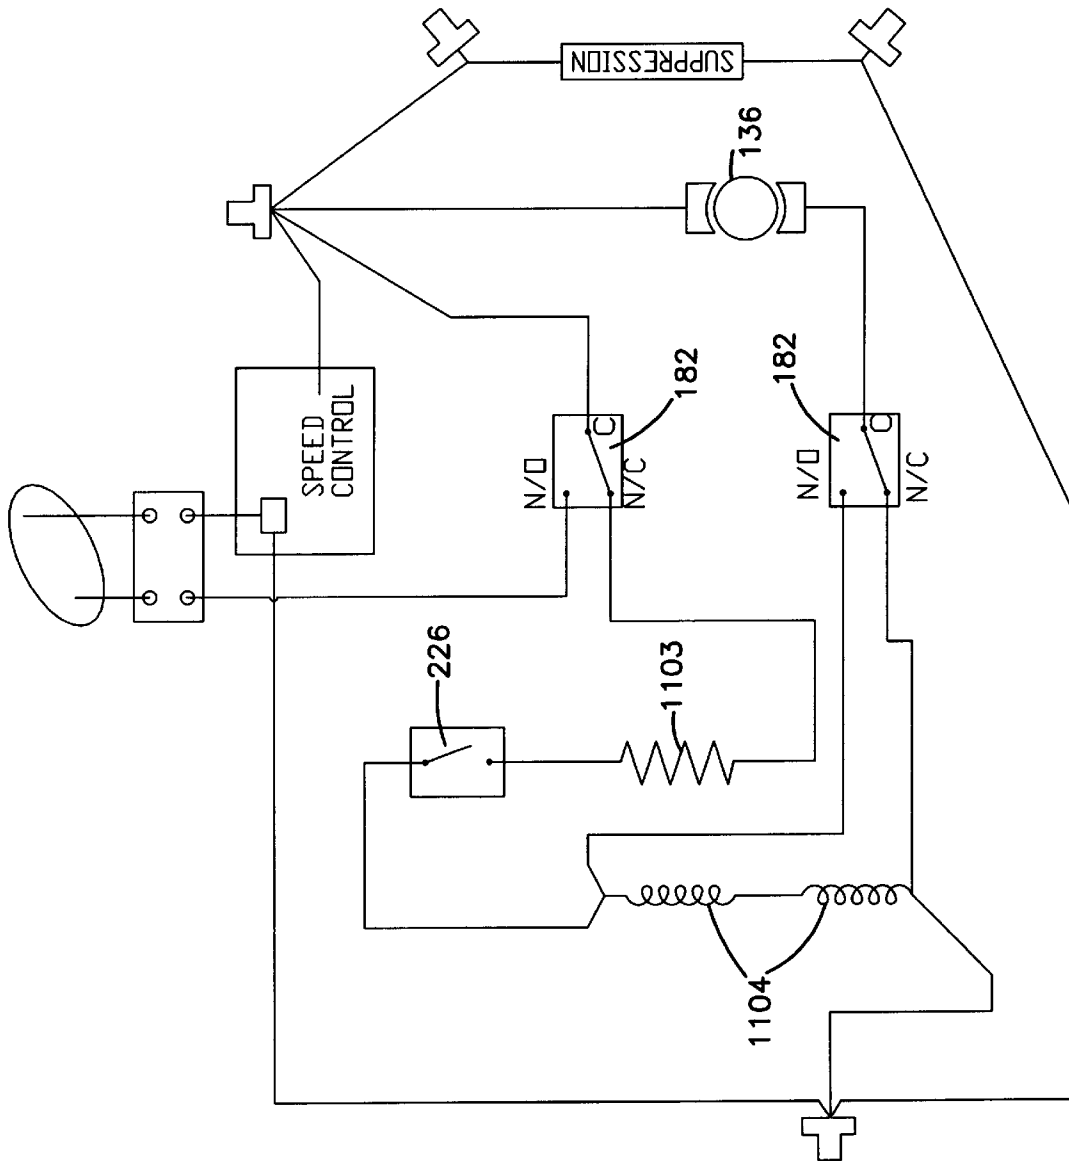 SUPPRESSION
136
SPEED
CONTROL
182
182
N/O
C
N/C
N/O
C
N/C
226
1103
1104